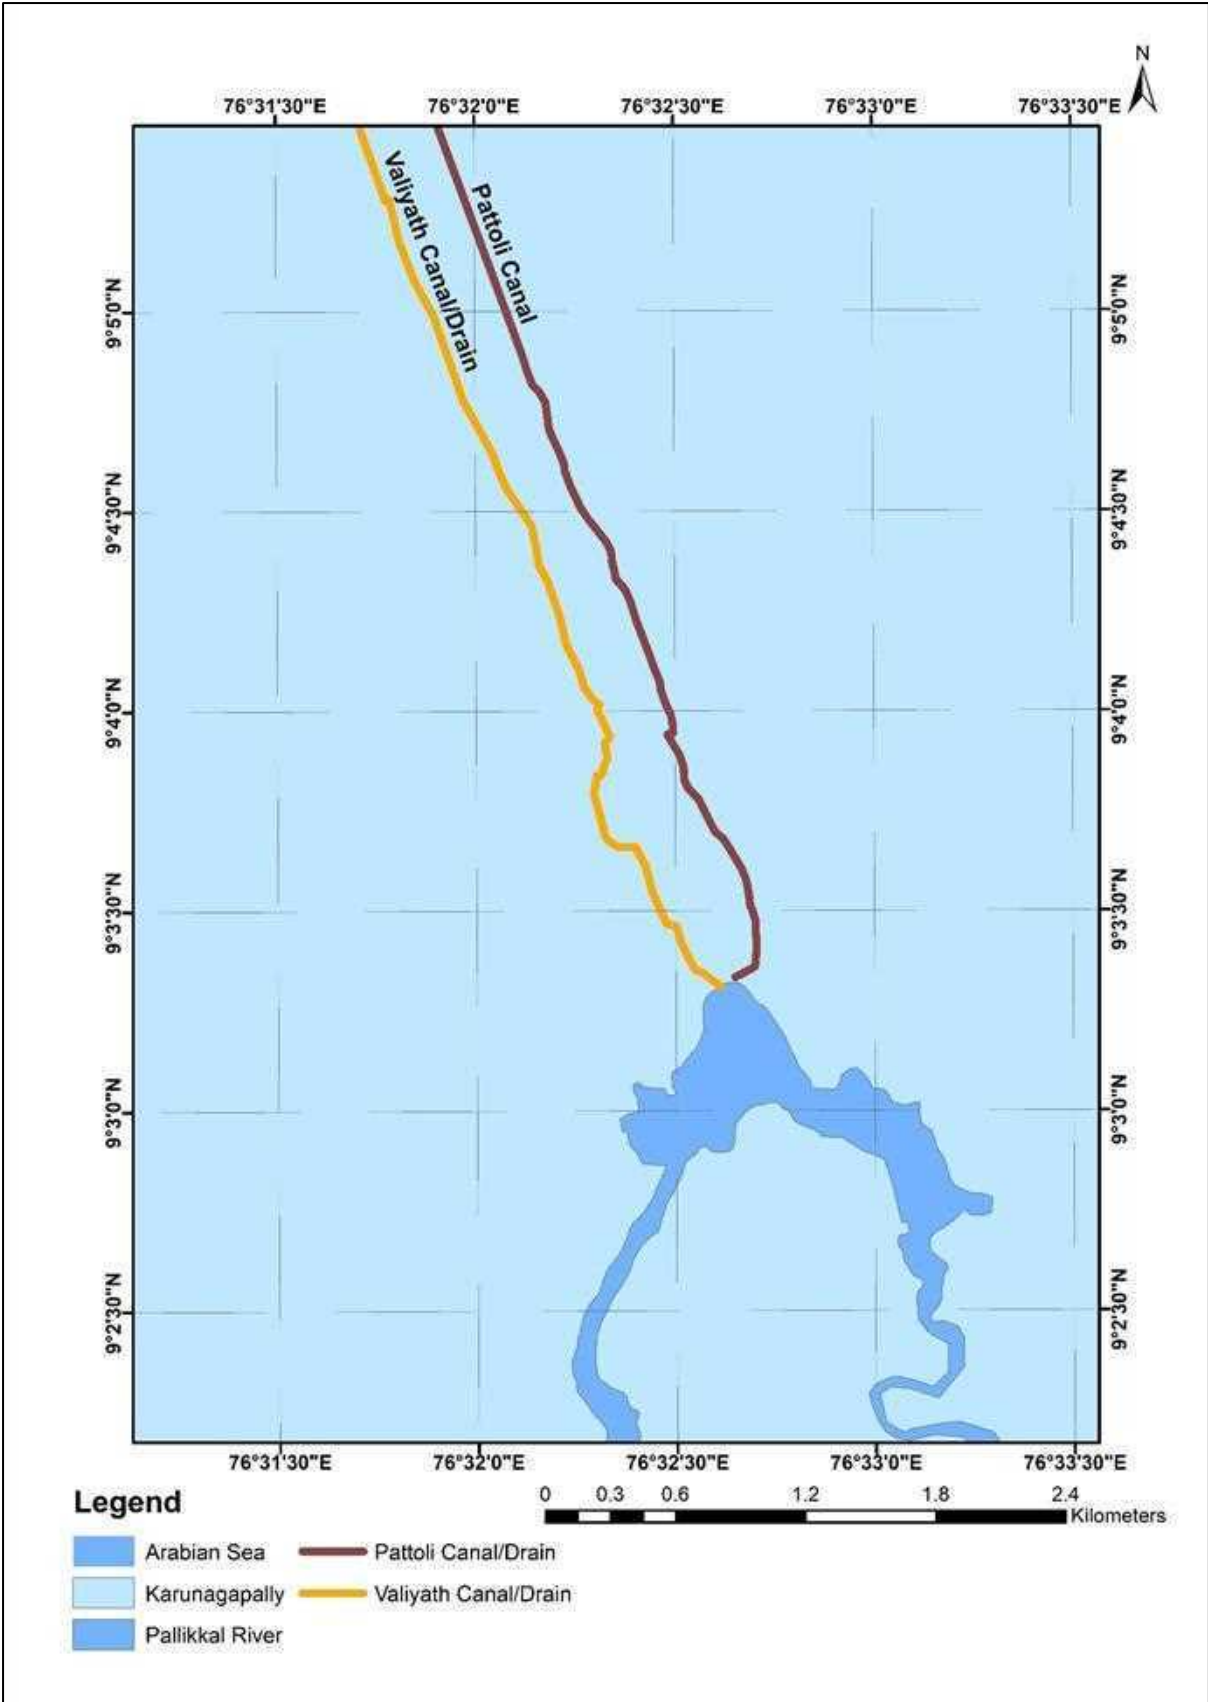 N
76°31'30"E 76°32'0"E 76°32'30"E 76°33'0"E 76°33'30"E
Valiyath Canal/Drain
Pattoli Canal
9°5'0"N 9°5'0"N
9°4'30"N 9°4'30"N
9°4'0"N 9°4'0"N
9°3'30"N 9°3'30"N
9°3'0"N 9°3'0"N
9°2'30"N 9°2'30"N
76°31'30"E 76°32'0"E 76°32'30"E 76°33'0"E 76°33'30"E
Legend
0 0.3 0.6 1.2 1.8 2.4
Kilometers
Arabian Sea Pattoli Canal/Drain
Karunagapally Valiyath Canal/Drain
Pallikkal River